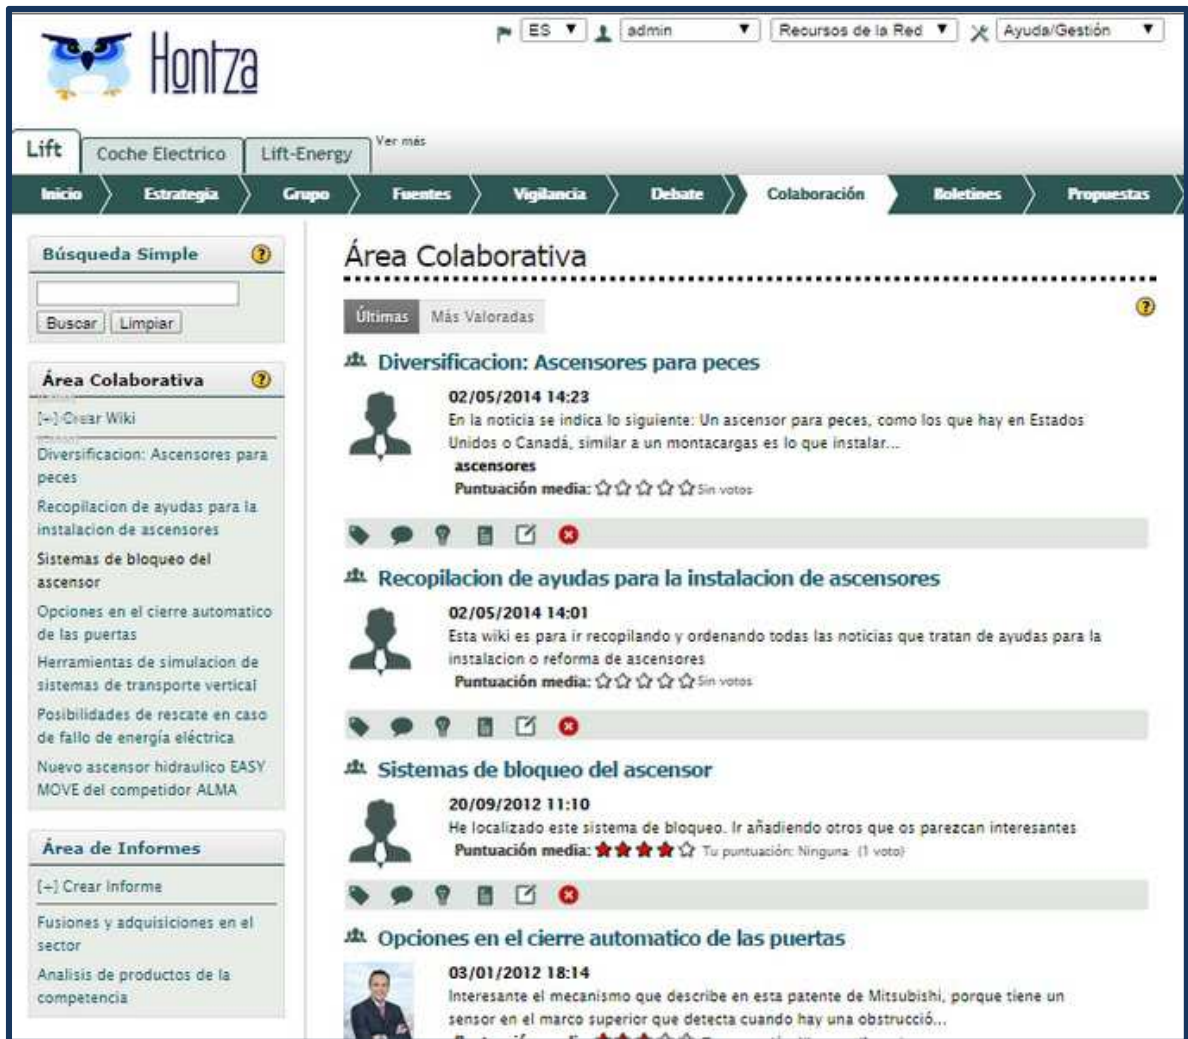 Hontza
ES
admin
Recursos de la Red
Ayuda/Gestión
Lift
Coche Electrico
Lift-Energy
Ver más
Inicio
Estrategia
Grupo
Fuentes
Vigilancia
Debate
Colaboración
Boletines
Propuestas
Búsqueda Simple
Buscar
Limpiar
Área Colaborativa
[+] Crear Wiki
Diversificacion: Ascensores para
peces
Recopilacion de ayudas para la
instalacion de ascensores
Sistemas de bloqueo del
ascensor
Opciones en el cierre automatico
de las puertas
Herramientas de simulacion de
sistemas de transporte vertical
Posibilidades de rescate en caso
de fallo de energía eléctrica
Nuevo ascensor hidraulico EASY
MOVE del competidor ALMA
Área de Informes
[+] Crear Informe
Fusiones y adquisiciones en el
sector
Analisis de productos de la
competencia
Área Colaborativa
Últimas
Más Valoradas
Diversificacion: Ascensores para peces
02/05/2014 14:23
En la noticia se indica lo siguiente: Un ascensor para peces, como los que hay en Estados
Unidos o Canadá, similar a un montacargas es lo que instalar...
ascensores
Puntuación media: Sin votos
Recopilacion de ayudas para la instalacion de ascensores
02/05/2014 14:01
Esta wiki es para ir recopilando y ordenando todas las noticias que tratan de ayudas para la
instalacion o reforma de ascensores
Puntuación media: Sin votos
Sistemas de bloqueo del ascensor
20/09/2012 11:10
He localizado este sistema de bloqueo. Ir añadiendo otros que os parezcan interesantes
Puntuación media: Tu puntuación: Ninguna (1 voto)
Opciones en el cierre automatico de las puertas
03/01/2012 18:14
Interesante el mecanismo que describe en esta patente de Mitsubishi, porque tiene un
sensor en el marco superior que detecta cuando hay una obstrucció...